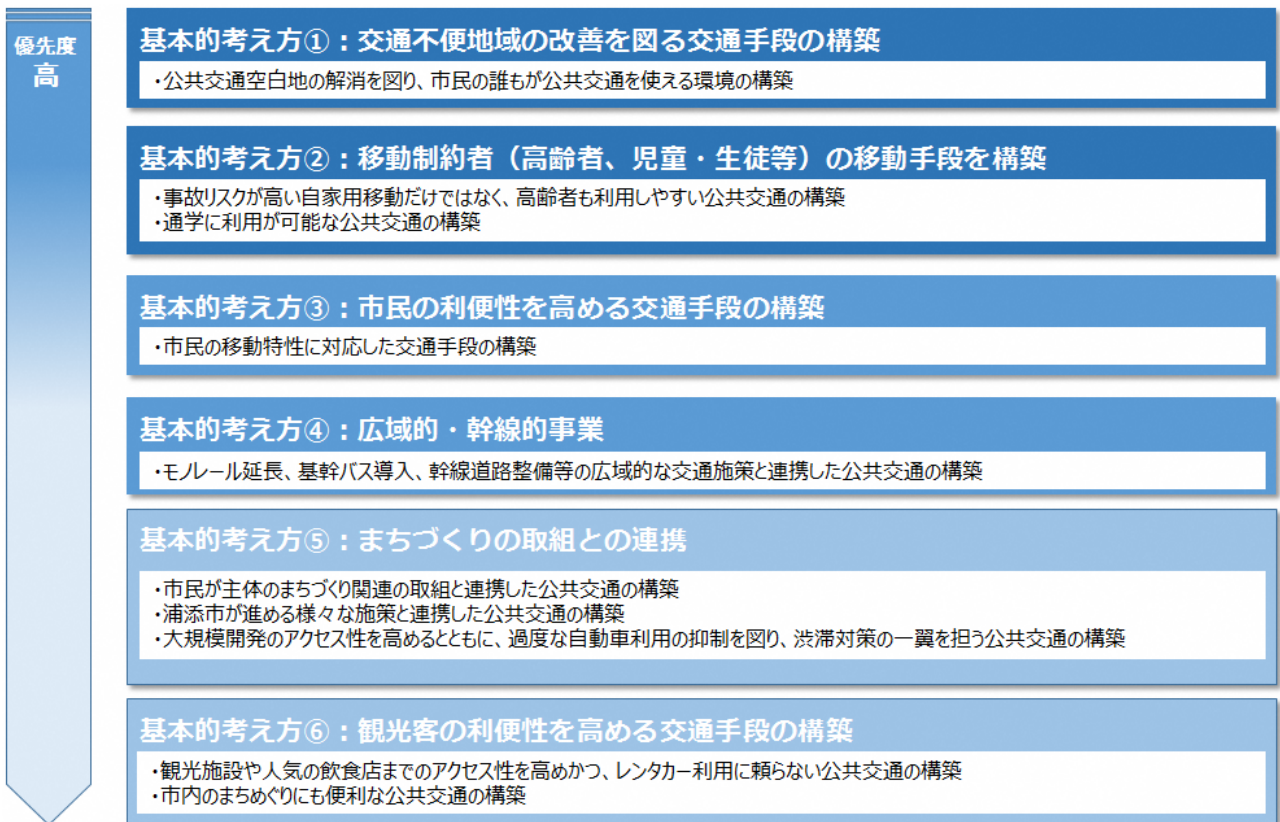 優先度
高
基本的考え方①：交通不便地域の改善を図る交通手段の構築
・公共交通空白地の解消を図り、市民の誰もが公共交通を使える環境の構築
基本的考え方②：移動制約者（高齢者、児童・生徒等）の移動手段を構築
・事故リスクが高い自家用移動だけではなく、高齢者も利用しやすい公共交通の構築
・通学に利用が可能な公共交通の構築
基本的考え方③：市民の利便性を高める交通手段の構築
・市民の移動特性に対応した交通手段の構築
基本的考え方④：広域的・幹線的事業
・モノレール延長、基幹バス導入、幹線道路整備等の広域的な交通施策と連携した公共交通の構築
基本的考え方⑤：まちづくりの取組との連携
・市民が主体のまちづくり関連の取組と連携した公共交通の構築
・浦添市が進める様々な施策と連携した公共交通の構築
・大規模開発のアクセス性を高めるとともに、過度な自動車利用の抑制を図り、渋滞対策の一翼を担う公共交通の構築
基本的考え方⑥：観光客の利便性を高める交通手段の構築
・観光施設や人気の飲食店までのアクセス性を高めかつ、レンタカー利用に頼らない公共交通の構築
・市内のまちめぐりにも便利な公共交通の構築